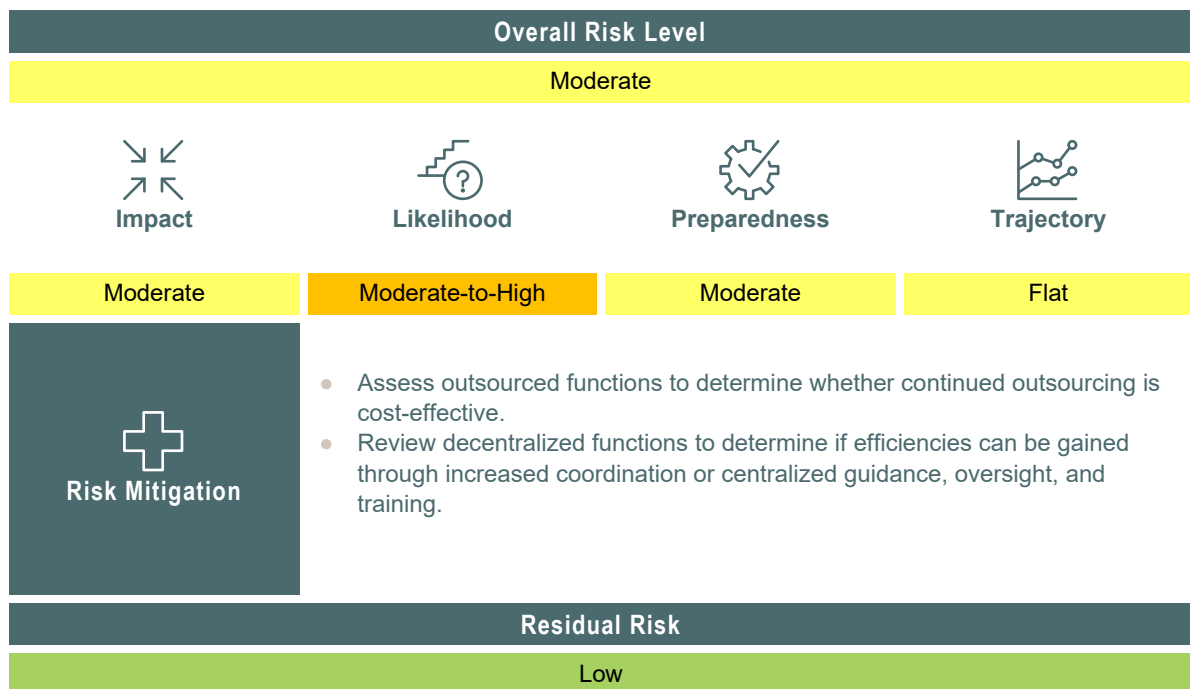 Overall Risk Level
Moderate
Impact
Likelihood
Preparedness
Trajectory
Moderate
Moderate-to-High
Moderate
Flat
Risk Mitigation
● Assess outsourced functions to determine whether continued outsourcing is
cost-effective.
● Review decentralized functions to determine if efficiencies can be gained
through increased coordination or centralized guidance, oversight, and
training.
Residual Risk
Low